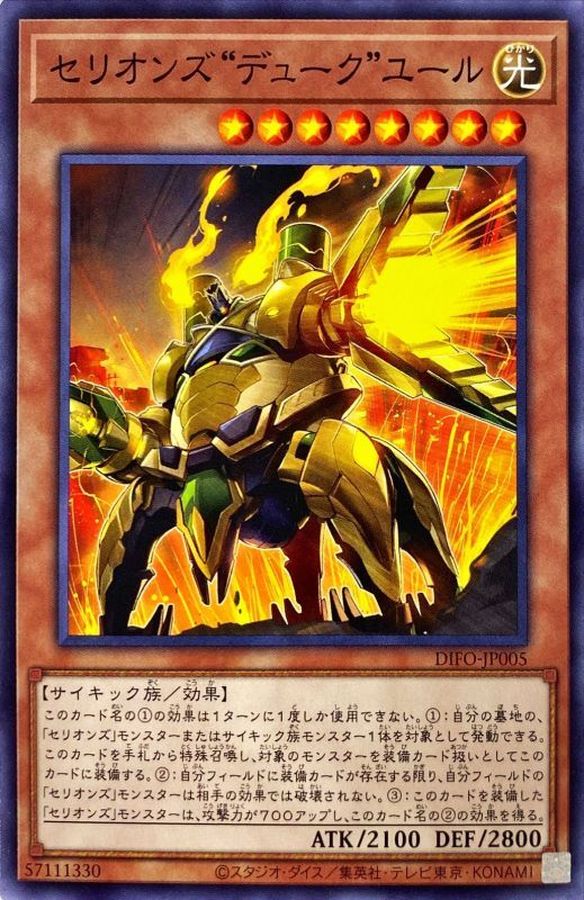 セリオンズ“デューク”ユール
ひかり
光
DIFO-JP005
【サイキック族／効果】
このカード名の①の効果は1ターンに1度しか使用できない。①：自分の墓地の、
「セリオンズ」モンスターまたはサイキック族モンスター1体を対象として発動できる。
このカードを手札から特殊召喚し、対象のモンスターを装備カード扱いとしてこの
カードに装備する。②：自分フィールドに装備カードが存在する限り、自分フィールドの
「セリオンズ」モンスターは相手の効果では破壊されない。③：このカードを装備した
「セリオンズ」モンスターは、攻撃力が700アップし、このカード名の②の効果を得る。
ATK/2100 DEF/2800
57111330
©スタジオ・ダイス／集英社・テレビ東京・KONAMI